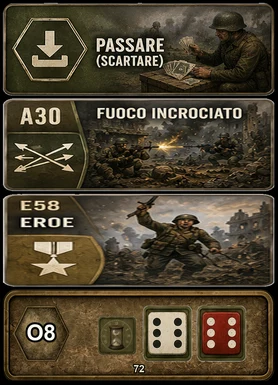 PASSARE
(SCARTARE)
A30
FUOCO INCROCIATO
E58
EROE
O8
72